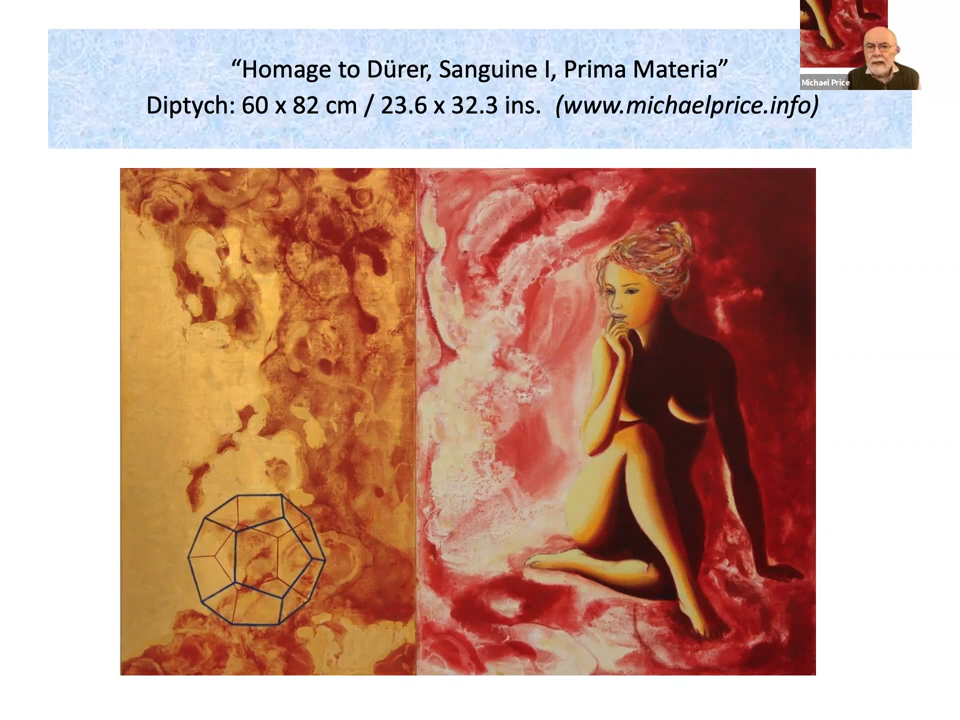 “Homage to Dürer, Sanguine I, Prima Materia”
Diptych: 60 x 82 cm / 23.6 x 32.3 ins. (www.michaelprice.info)
Michael Price